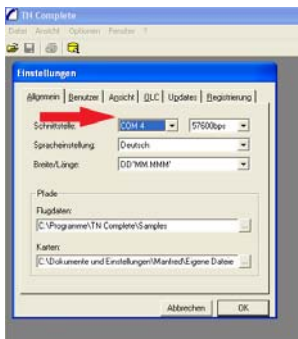 TN Complete
Datei Ansicht Optionen Fenster ?
Einstellungen
Allgemein Benutzer Ansicht OLC Updates Registrierung
Schnittstelle: COM 4 57600bps
Spracheinstellung: Deutsch
Breite/Länge: DD°MM.MMM'
Pfade
Flugdaten:
C:\Programme\TN Complete\Samples ...
Karten:
C:\Dokumente und Einstellungen\Manfred\Eigene Dateie ...
Abbrechen OK